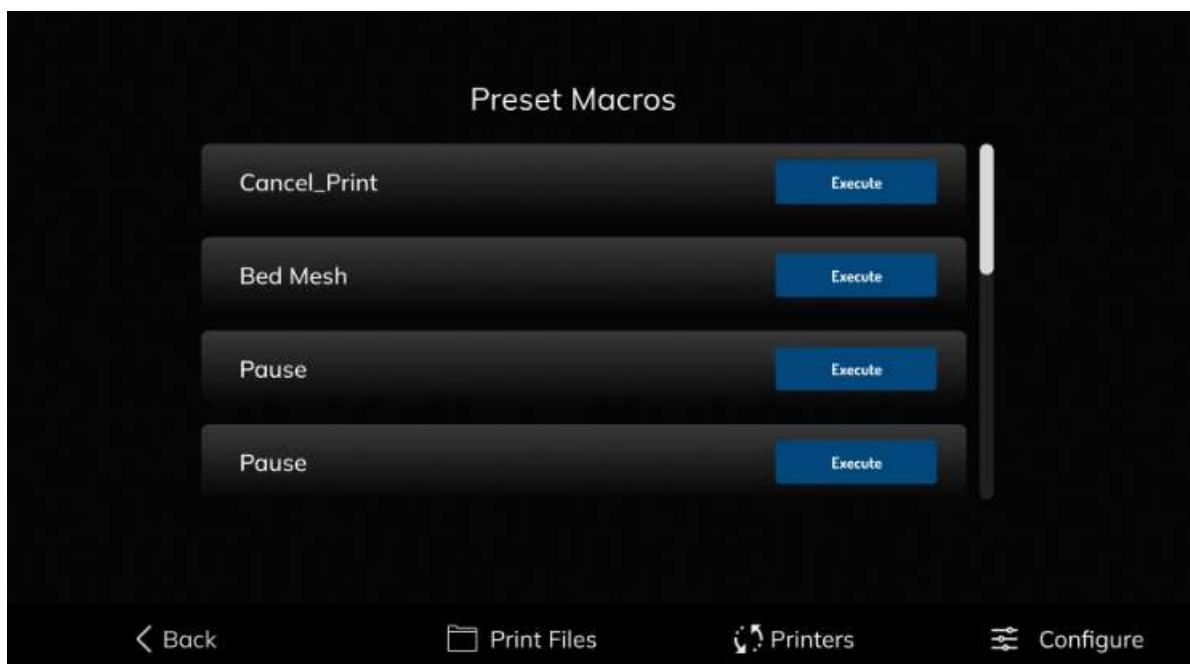 Preset Macros
Cancel_Print Execute
Bed Mesh Execute
Pause Execute
Pause Execute
Back Print Files Printers Configure